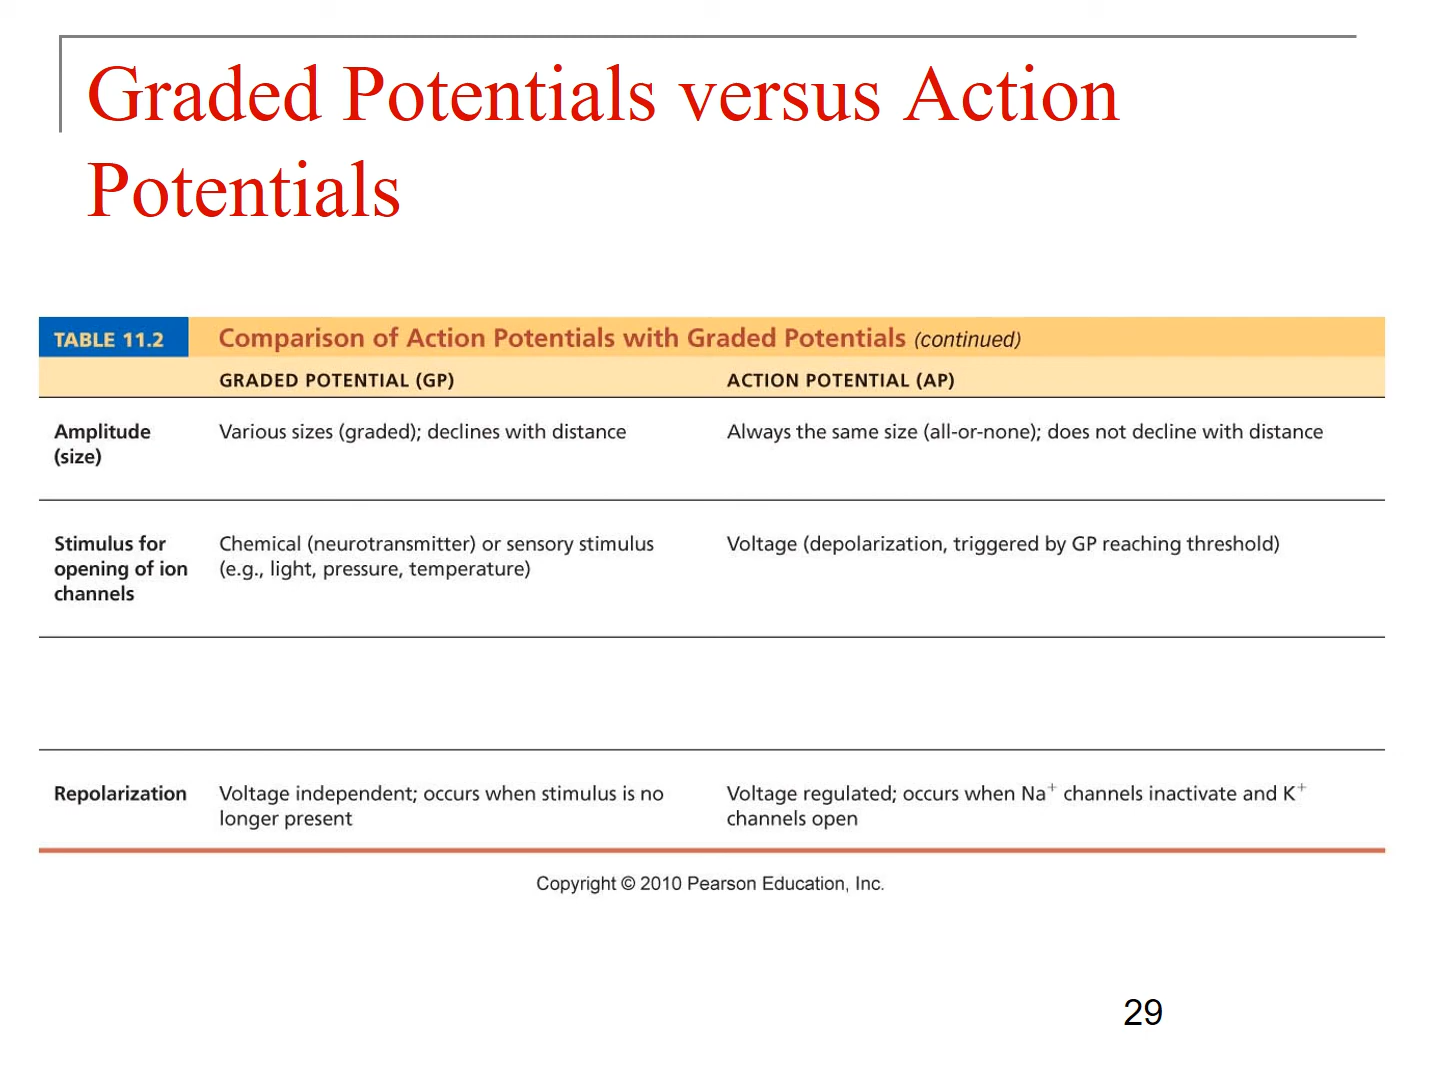 Graded Potentials versus Action
Potentials
TABLE 11.2 Comparison of Action Potentials with Graded Potentials (continued)
GRADED POTENTIAL (GP) ACTION POTENTIAL (AP)
Amplitude Various sizes (graded); declines with distance Always the same size (all-or-none); does not decline with distance
(size)
Stimulus for Chemical (neurotransmitter) or sensory stimulus Voltage (depolarization, triggered by GP reaching threshold)
opening of ion (e.g., light, pressure, temperature)
channels
Repolarization Voltage independent; occurs when stimulus is no Voltage regulated; occurs when Na⁺ channels inactivate and K⁺
longer present channels open
Copyright © 2010 Pearson Education, Inc.
29